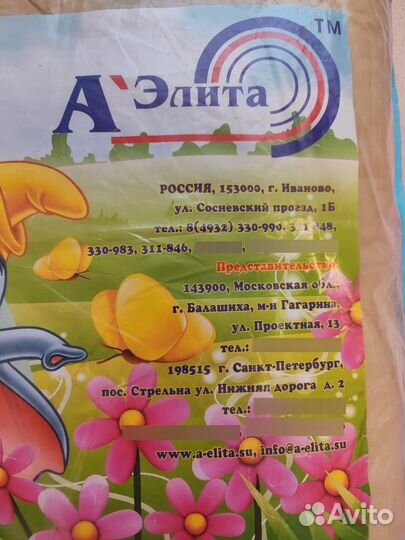 TM
А`Элита
РОССИЯ, 153000, г. Иваново,
ул. Сосневский проезд, 1Б
тел.: 8(4932) 330-990, 311-848,
330-983, 311-846,
Представительство
143900, Московская обл.,
г. Балашиха, м-н Гагарина,
ул. Проектная, 13
тел.:
198515 г. Санкт-Петербург,
пос. Стрельна ул. Нижняя дорога д. 2
тел.:
www.a-elita.su, info@a-elita.su
Avito